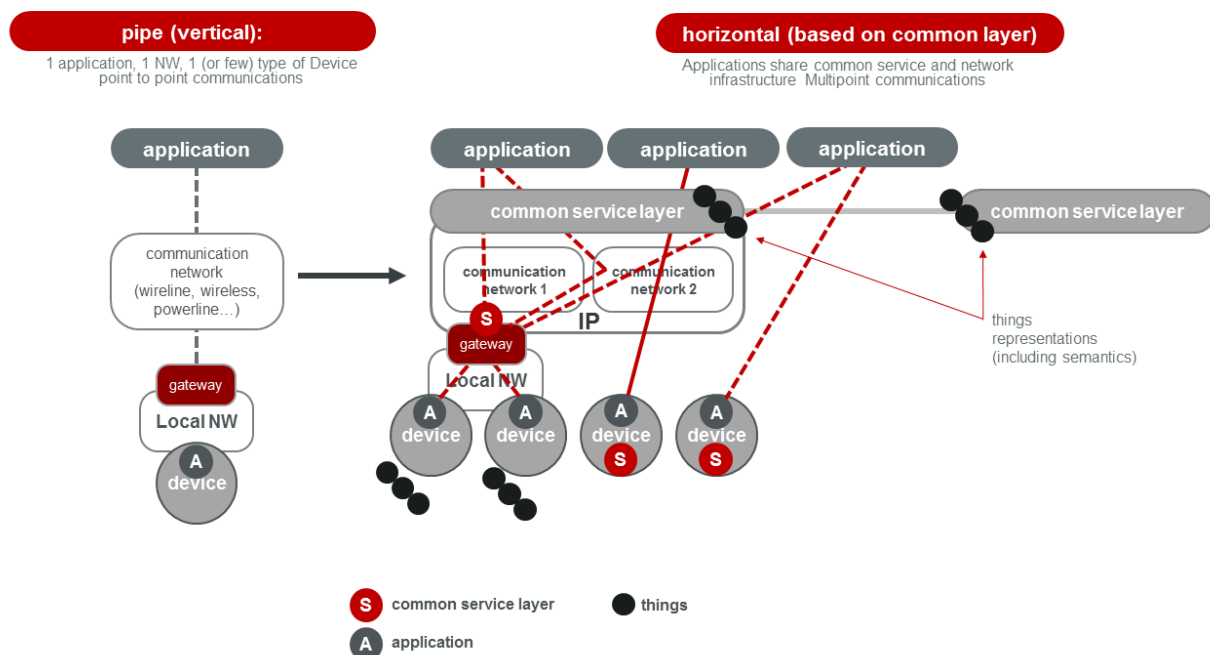 pipe (vertical):
1 application, 1 NW, 1 (or few) type of Device
point to point communications
horizontal (based on common layer)
Applications share common service and network
infrastructure Multipoint communications
application
communication
network
(wireline, wireless,
powerline…)
gateway
Local NW
A
device
application
application
application
common service layer
common service layer
communication
network 1
communication
network 2
IP
S
gateway
Local NW
A
device
A
device
A
device
S
A
device
S
things
representations
(including semantics)
S common service layer
things
A application